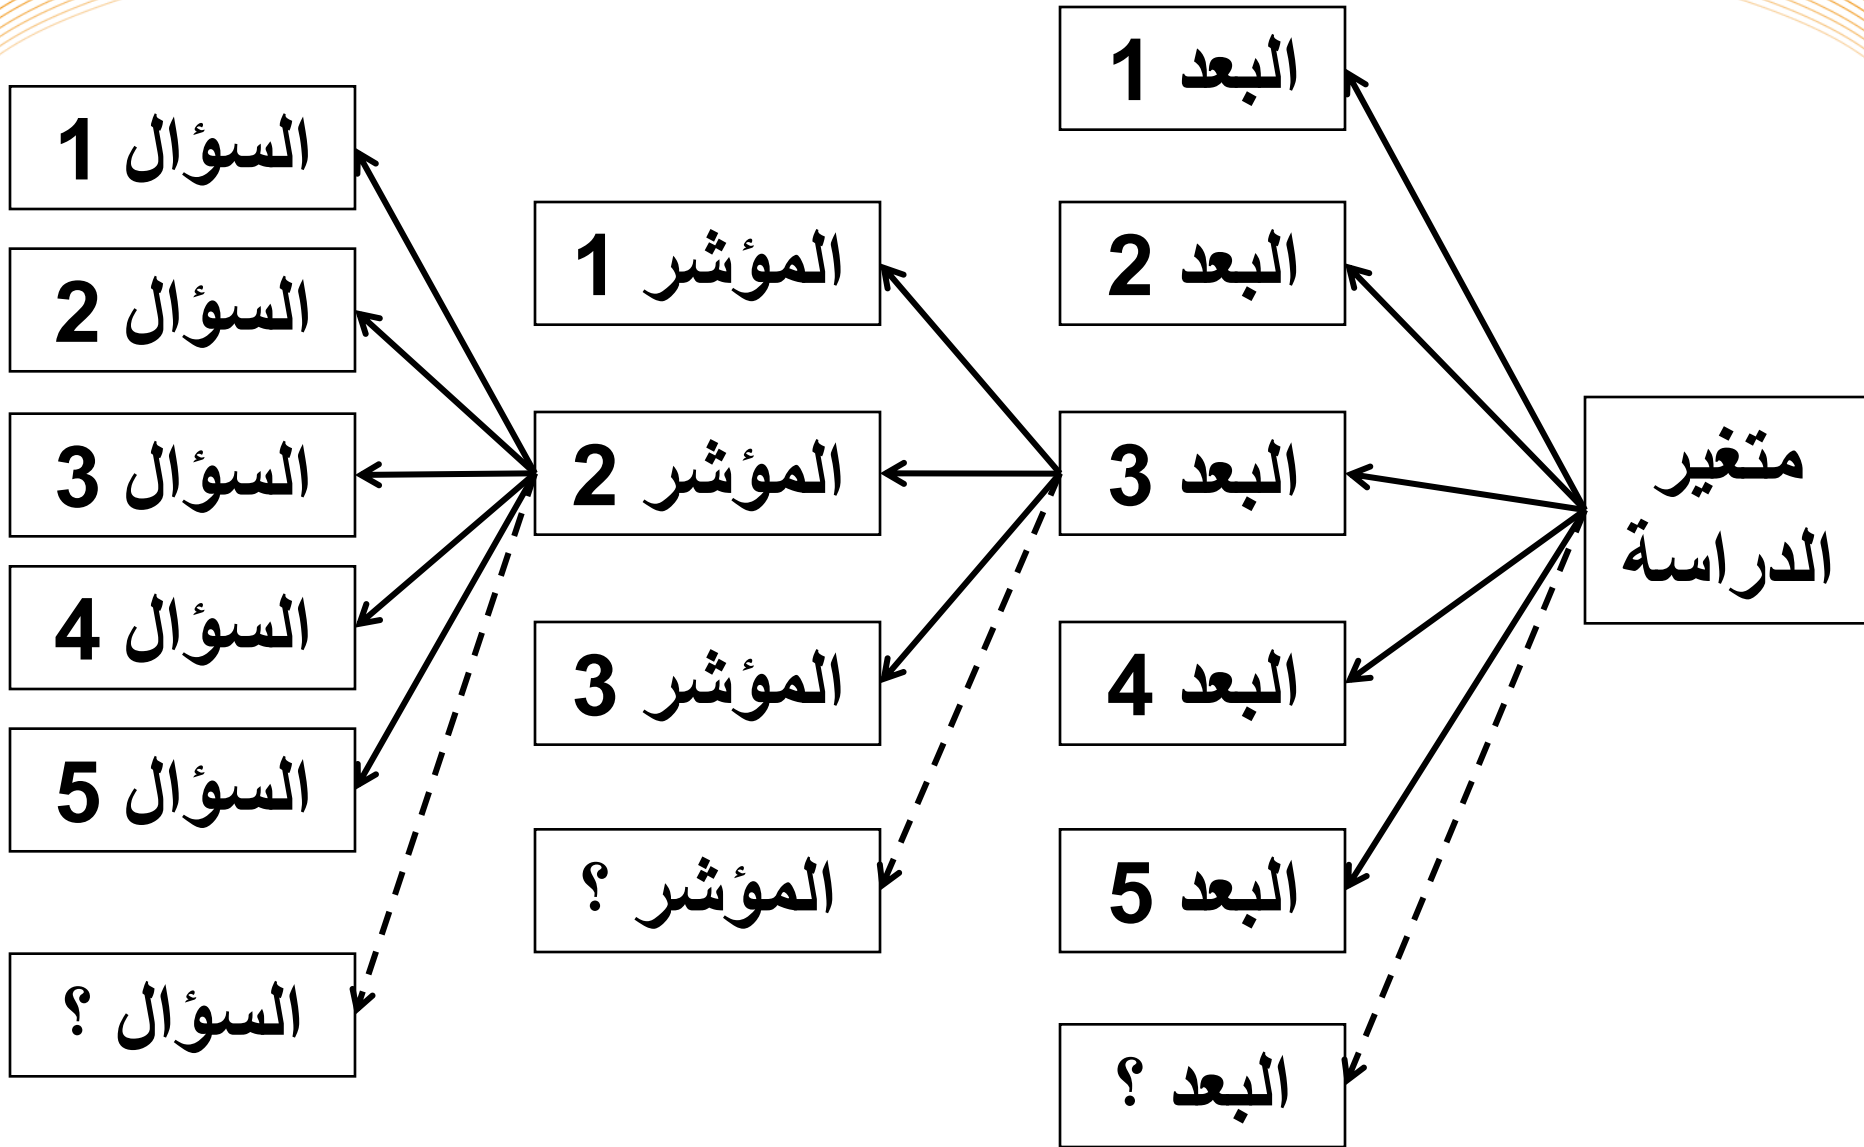 متغير
الدراسة
البعد 1
البعد 2
البعد 3
البعد 4
البعد 5
البعد ؟
المؤشر 1
المؤشر 2
المؤشر 3
المؤشر ؟
السؤال 1
السؤال 2
السؤال 3
السؤال 4
السؤال 5
السؤال ؟